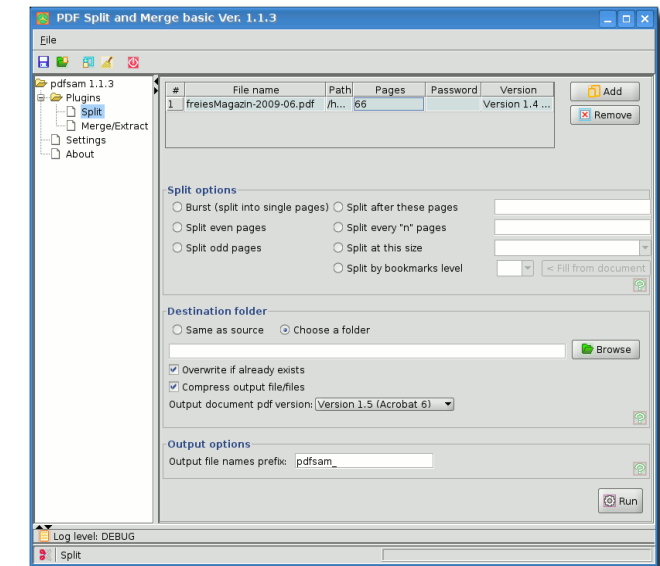 PDF Split and Merge basic Ver. 1.1.3
File
pdfsam 1.1.3
Plugins
Split
Merge/Extract
Settings
About
# File name Path Pages Password Version
1 freiesMagazin-2009-06.pdf /h... 66 Version 1.4 ...
Add
Remove
Split options
Burst (split into single pages) Split after these pages
Split even pages Split every "n" pages
Split odd pages Split at this size
Split by bookmarks level < Fill from document
Destination folder
Same as source Choose a folder
Browse
Overwrite if already exists
Compress output file/files
Output document pdf version: Version 1.5 (Acrobat 6)
Output options
Output file names prefix: pdfsam_
Run
Log level: DEBUG
Split